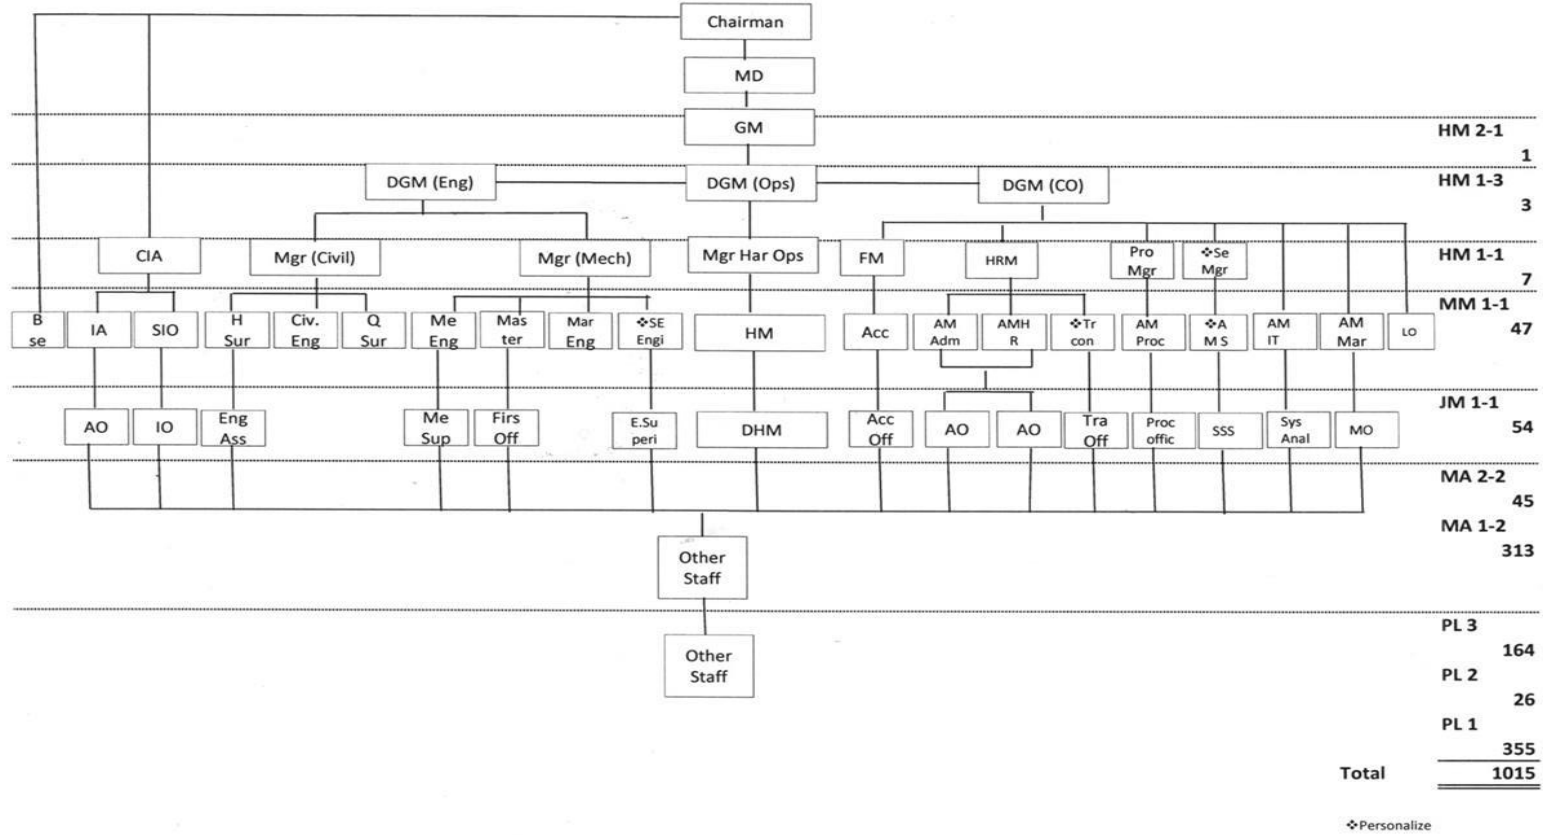 Chairman
MD
GM
HM 2-1
1
DGM (Eng)
DGM (Ops)
DGM (CO)
HM 1-3
3
CIA
Mgr (Civil)
Mgr (Mech)
Mgr Har Ops
FM
HRM
Pro
Mgr
❖Se
Mgr
HM 1-1
7
B
se
IA
SIO
H
Sur
Civ.
Eng
Q
Sur
Me
Eng
Mas
ter
Mar
Eng
❖SE
Engi
HM
Acc
AM
Adm
AMH
R
❖Tr
con
AM
Proc
❖A
M S
AM
IT
AM
Mar
LO
MM 1-1
47
AO
IO
Eng
Ass
Me
Sup
Firs
Off
E.Su
peri
DHM
Acc
Off
AO
AO
Tra
Off
Proc
offic
SSS
Sys
Anal
MO
JM 1-1
54
MA 2-2
45
MA 1-2
313
Other
Staff
PL 3
164
Other
Staff
PL 2
26
PL 1
355
Total 1015
❖Personalize